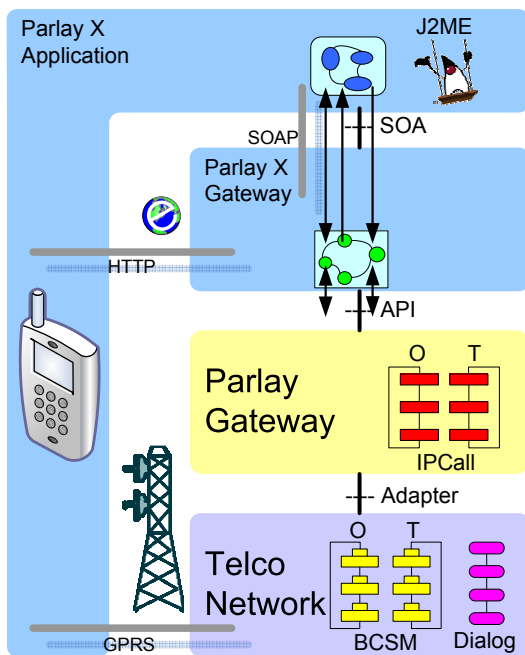 Parlay X
Application
J2ME
SOAP
SOA
Parlay X
Gateway
HTTP
API
Parlay
Gateway
O T
IPCall
Adapter
Telco
Network
O T
BCSM
Dialog
GPRS